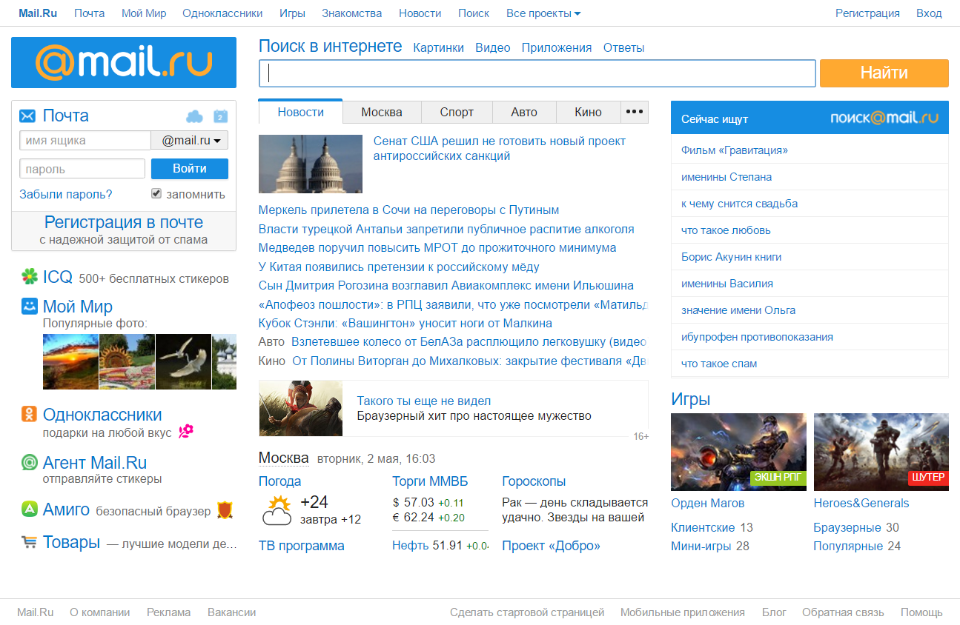 Mail.Ru Почта Мой Мир Одноклассники Игры Знакомства Новости Поиск Все проекты Регистрация Вход
@mail.ru
Поиск в интернете Картинки Видео Приложения Ответы
Найти
Почта
2
имя ящика @mail.ru
пароль Войти
Забыли пароль? запомнить
Регистрация в почте
с надежной защитой от спама
ICQ 500+ бесплатных стикеров
Мой Мир
Популярные фото:
Одноклассники
подарки на любой вкус
Агент Mail.Ru
отправляйте стикеры
Амиго безопасный браузер
Товары — лучшие модели де...
Новости Москва Спорт Авто Кино •••
Сенат США решил не готовить новый проект
антироссийских санкций
Меркель прилетела в Сочи на переговоры с Путиным
Власти турецкой Антальи запретили публичное распитие алкоголя
Медведев поручил повысить МРОТ до прожиточного минимума
У Китая появились претензии к российскому мёду
Сын Дмитрия Рогозина возглавил Авиакомплекс имени Ильюшина
«Апофеоз пошлости»: в РПЦ заявили, что уже посмотрели «Матильд
Кубок Стэнли: «Вашингтон» уносит ноги от Малкина
Авто Взлетевшее колесо от БелАЗа расплющило легковушку (видео
Кино От Полины Виторган до Михалковых: закрытие фестиваля «Дв
Такого ты еще не видел
Браузерный хит про настоящее мужество
16+
Москва вторник, 2 мая, 16:03
Погода
+24
завтра +12
ТВ программа
Торги ММВБ
$ 57.03 +0.11
€ 62.24 +0.20
Нефть 51.91 +0.0
Гороскопы
Рак — день складывается
удачно. Звезды на вашей
Проект «Добро»
Сейчас ищут поиск@mail.ru
Фильм «Гравитация»
именины Степана
к чему снится свадьба
что такое любовь
Борис Акунин книги
именины Василия
значение имени Ольга
ибупрофен противопоказания
что такое спам
Игры
ЭКШН РПГ
ШУТЕР
Орден Магов Heroes&Generals
Клиентские 13 Браузерные 30
Мини-игры 28 Популярные 24
Mail.Ru О компании Реклама Вакансии Сделать стартовой страницей Мобильные приложения Блог Обратная связь Помощь